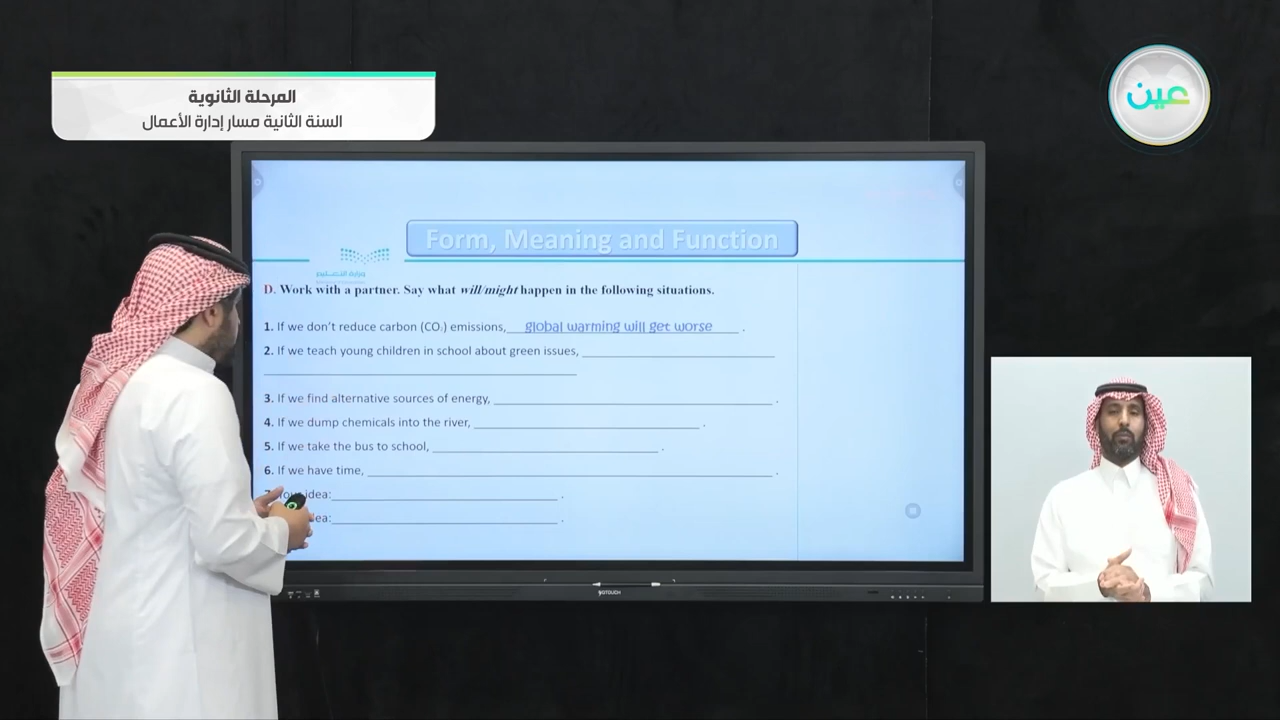 المرحلة الثانوية
السنة الثانية مسار إدارة الأعمال
عين
Form, Meaning and Function
وزارة التعليم
D. Work with a partner. Say what will/might happen in the following situations.
1. If we don't reduce carbon (CO₂) emissions, global warming will get worse .
2. If we teach young children in school about green issues,
3. If we find alternative sources of energy, .
4. If we dump chemicals into the river, .
5. If we take the bus to school, .
6. If we have time, .
idea: .